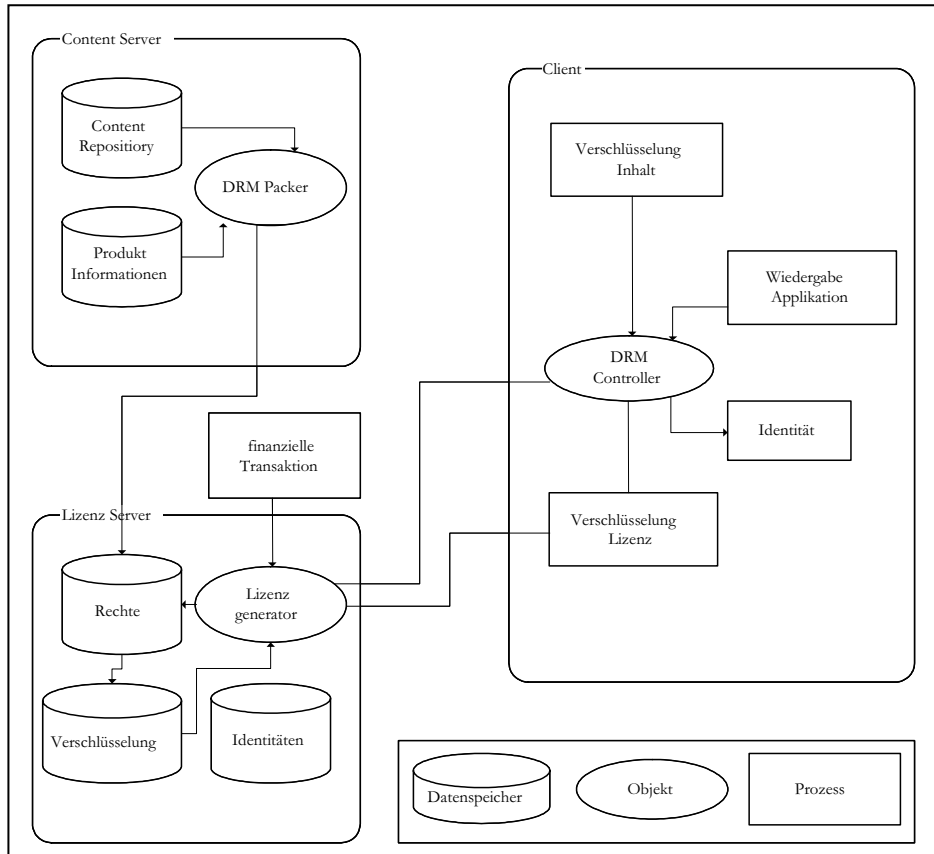 Content Server
Content
Repositiory
DRM Packer
Produkt
Informationen
Client
Verschlüsselung
Inhalt
Wiedergabe
Applikation
DRM
Controller
Identität
Verschlüsselung
Lizenz
finanzielle
Transaktion
Lizenz Server
Rechte
Lizenz
generator
Verschlüsselung
Identitäten
Datenspeicher
Objekt
Prozess